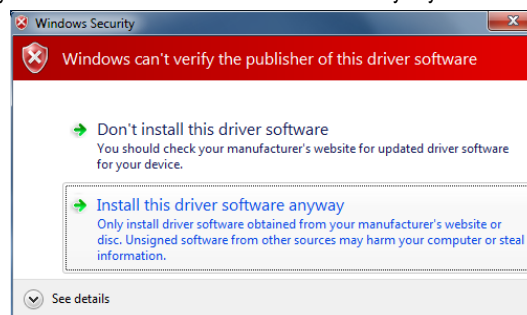 Windows Security
Windows can't verify the publisher of this driver software
Don't install this driver software
You should check your manufacturer's website for updated driver software
for your device.
Install this driver software anyway
Only install driver software obtained from your manufacturer's website or
disc. Unsigned software from other sources may harm your computer or steal
information.
See details